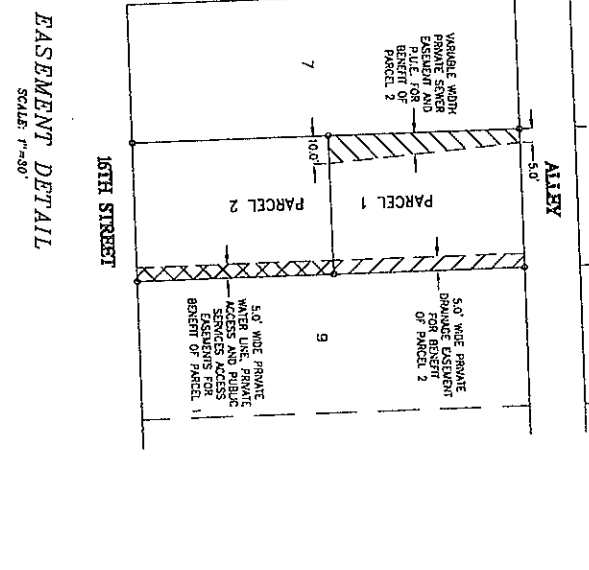 VARIABLE WIDTH
PRIVATE SEWER
EASEMENT AND
P.U.E. FOR
BENEFIT OF
PARCEL 2
7
10.0'
5.0'
ALLEY
PARCEL 1
PARCEL 2
16TH STREET
5.0' WIDE PRIVATE
DRAINAGE EASEMENT
FOR BENEFIT
OF PARCEL 2
9
5.0' WIDE PRIVATE
WATER LINE, PRIVATE
ACCESS AND PUBLIC
SERVICES ACCESS
EASEMENTS FOR
BENEFIT OF PARCEL 1
EASEMENT DETAIL
SCALE: 1"=30'